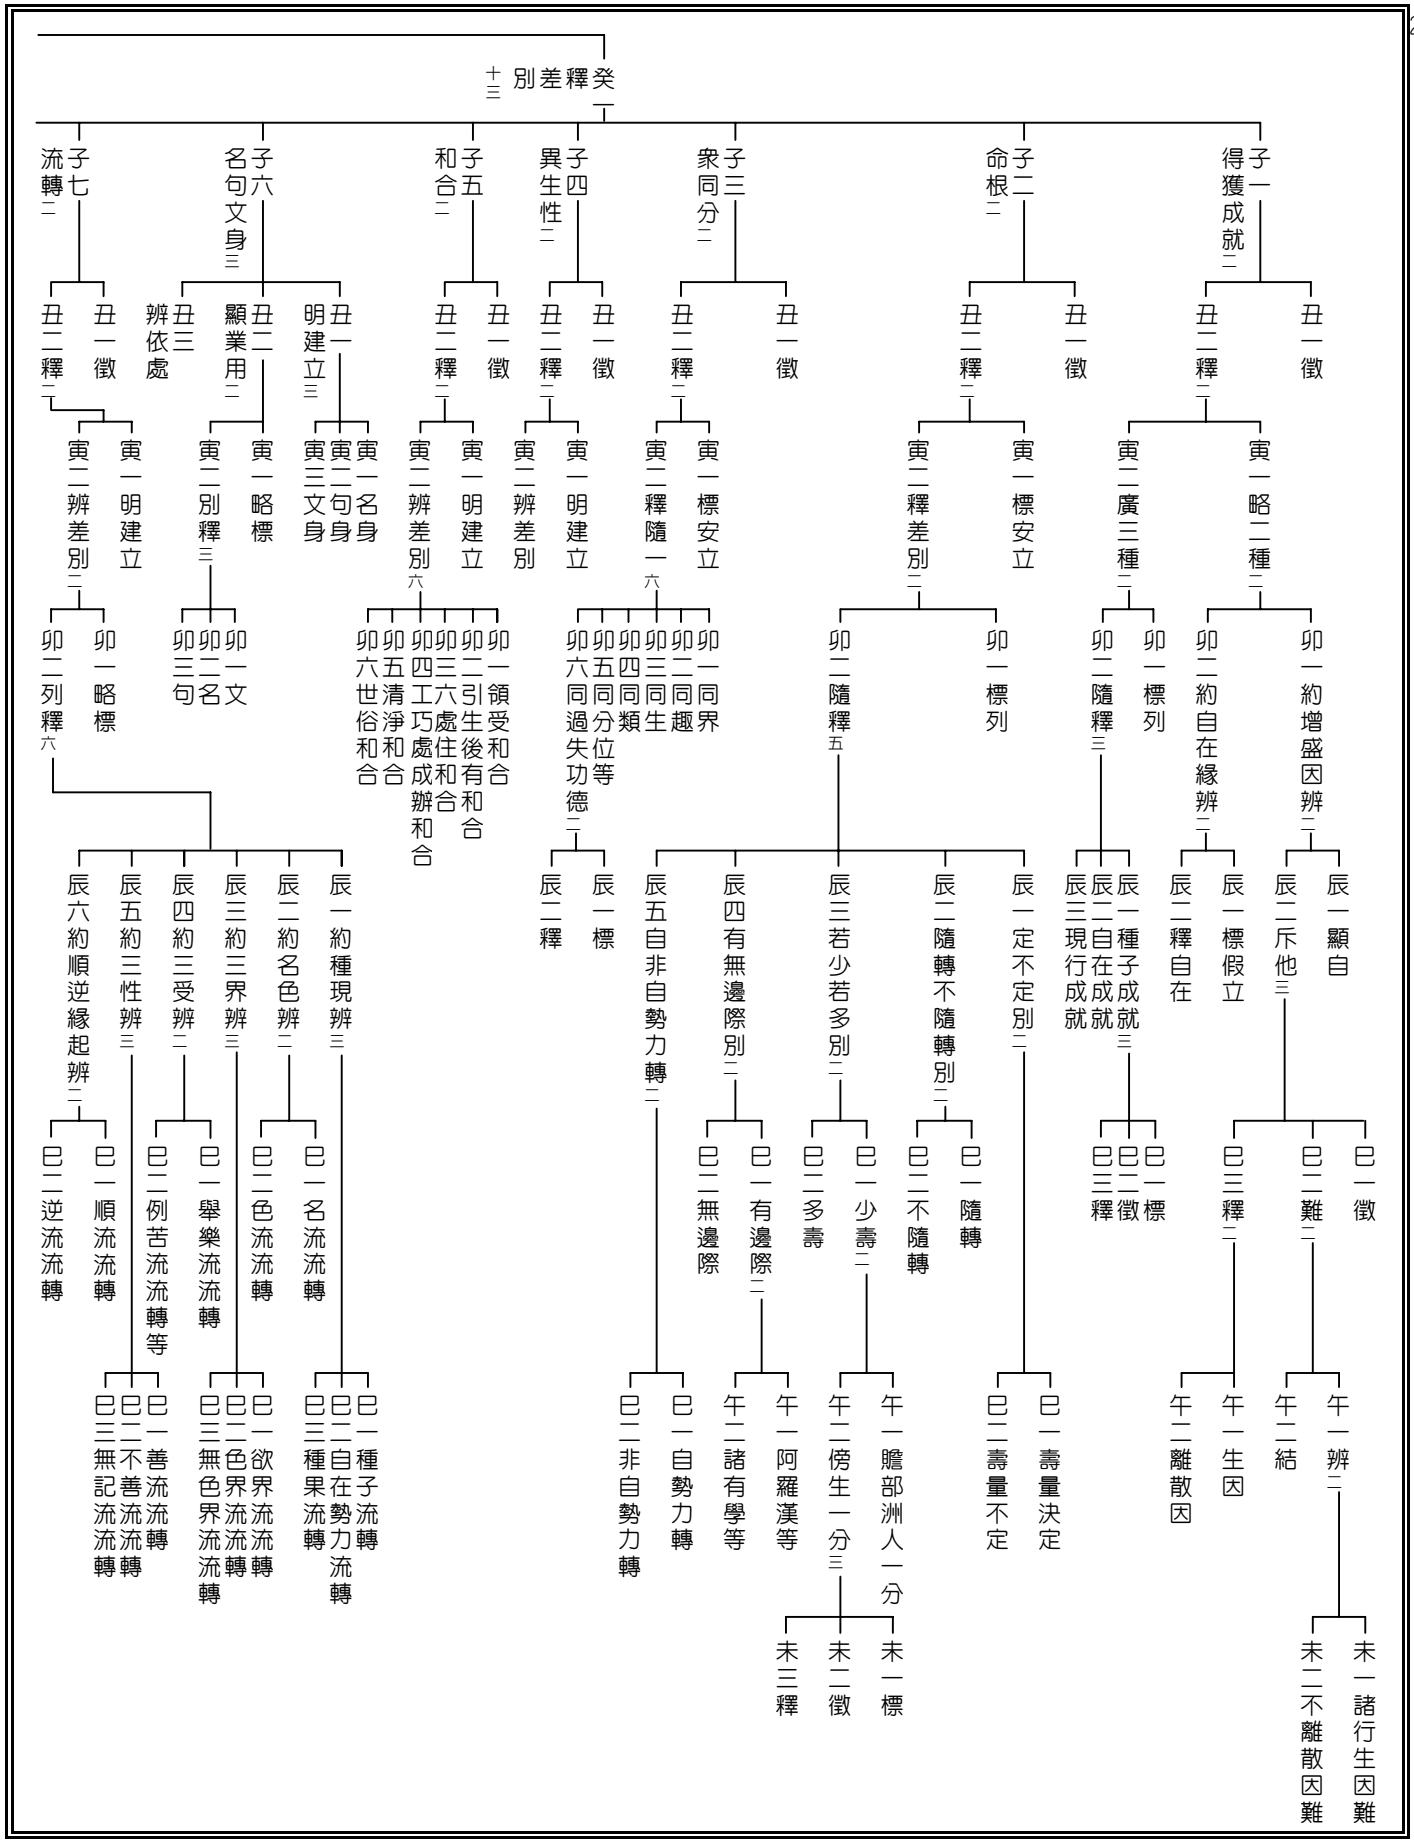 癸一
釋差別 十三
子一
得獲成就 二
子二
命根 二
子三
衆同分 二
子四
異生性 二
子五
和合 二
子六
名句文身 三
子七
流轉 二
丑一徵
丑二釋 二
丑一徵
丑二釋 二
丑一徵
丑二釋 二
丑一徵
丑二釋 二
丑一徵
丑二釋 二
丑一
明建立 三
丑二
顯業用 二
丑三
辨依處
丑一徵
丑二釋 二
寅一略二種 二
寅二廣三種 二
寅一標安立
寅二釋差別 二
寅一標安立
寅二釋隨一 六
寅一明建立
寅二辨差別
寅一明建立
寅二辨差別 六
寅一名身
寅二句身
寅三文身
寅一略標
寅二別釋 三
寅一明建立
寅二辨差別 二
卯一約增盛因辨 二
卯二約自在緣辨 二
卯一標列
卯二隨釋 三
卯一標列
卯二隨釋 五
卯一同界
卯二同趣
卯三同生
卯四同類
卯五同分位等
卯六同過失功德 二
卯一領受和合
卯二引生後有和合
卯三六處住和合
卯四工巧處成辦和合
卯五清淨和合
卯六世俗和合
卯一文
卯二名
卯三句
卯一略標
卯二列釋 六
辰一顯自
辰二斥他 三
辰一標假立
辰二釋自在
辰一種子成就 三
辰二自在成就
辰三現行成就
辰一定不定別 二
辰二隨轉不隨轉別 二
辰三若少若多別 二
辰四有無邊際別 二
辰五自非自勢力轉 二
辰一標
辰二釋
辰一約種現辨 三
辰二約名色辨 二
辰三約三界辨 三
辰四約三受辨 二
辰五約三性辨 三
辰六約順逆緣起辨 二
巳一徵
巳二難 二
巳三釋 二
巳一標
巳二徵
巳三釋
巳一隨轉
巳二不隨轉
巳一少壽 二
巳二多壽
巳一有邊際 二
巳二無邊際
巳一名流轉
巳二色流轉
巳一舉樂流流轉
巳二例苦流流轉等
巳一順流流轉
巳二逆流流轉
午一辨 二
午二結
午一生因
午二離散因
巳一壽量決定
巳二壽量不定
午一贍部洲人一分
午二傍生一分 三
午一阿羅漢等
午二諸有學等
巳一自勢力轉
巳二非自勢力轉
巳一種子流轉
巳二自在勢力流轉
巳三種果流轉
巳一欲界流流轉
巳二色界流流轉
巳三無色界流流轉
巳一善流流轉
巳二不善流流轉
巳三無記流流轉
未一諸行生因難
未二不離散因難
未一標
未二徵
未三釋